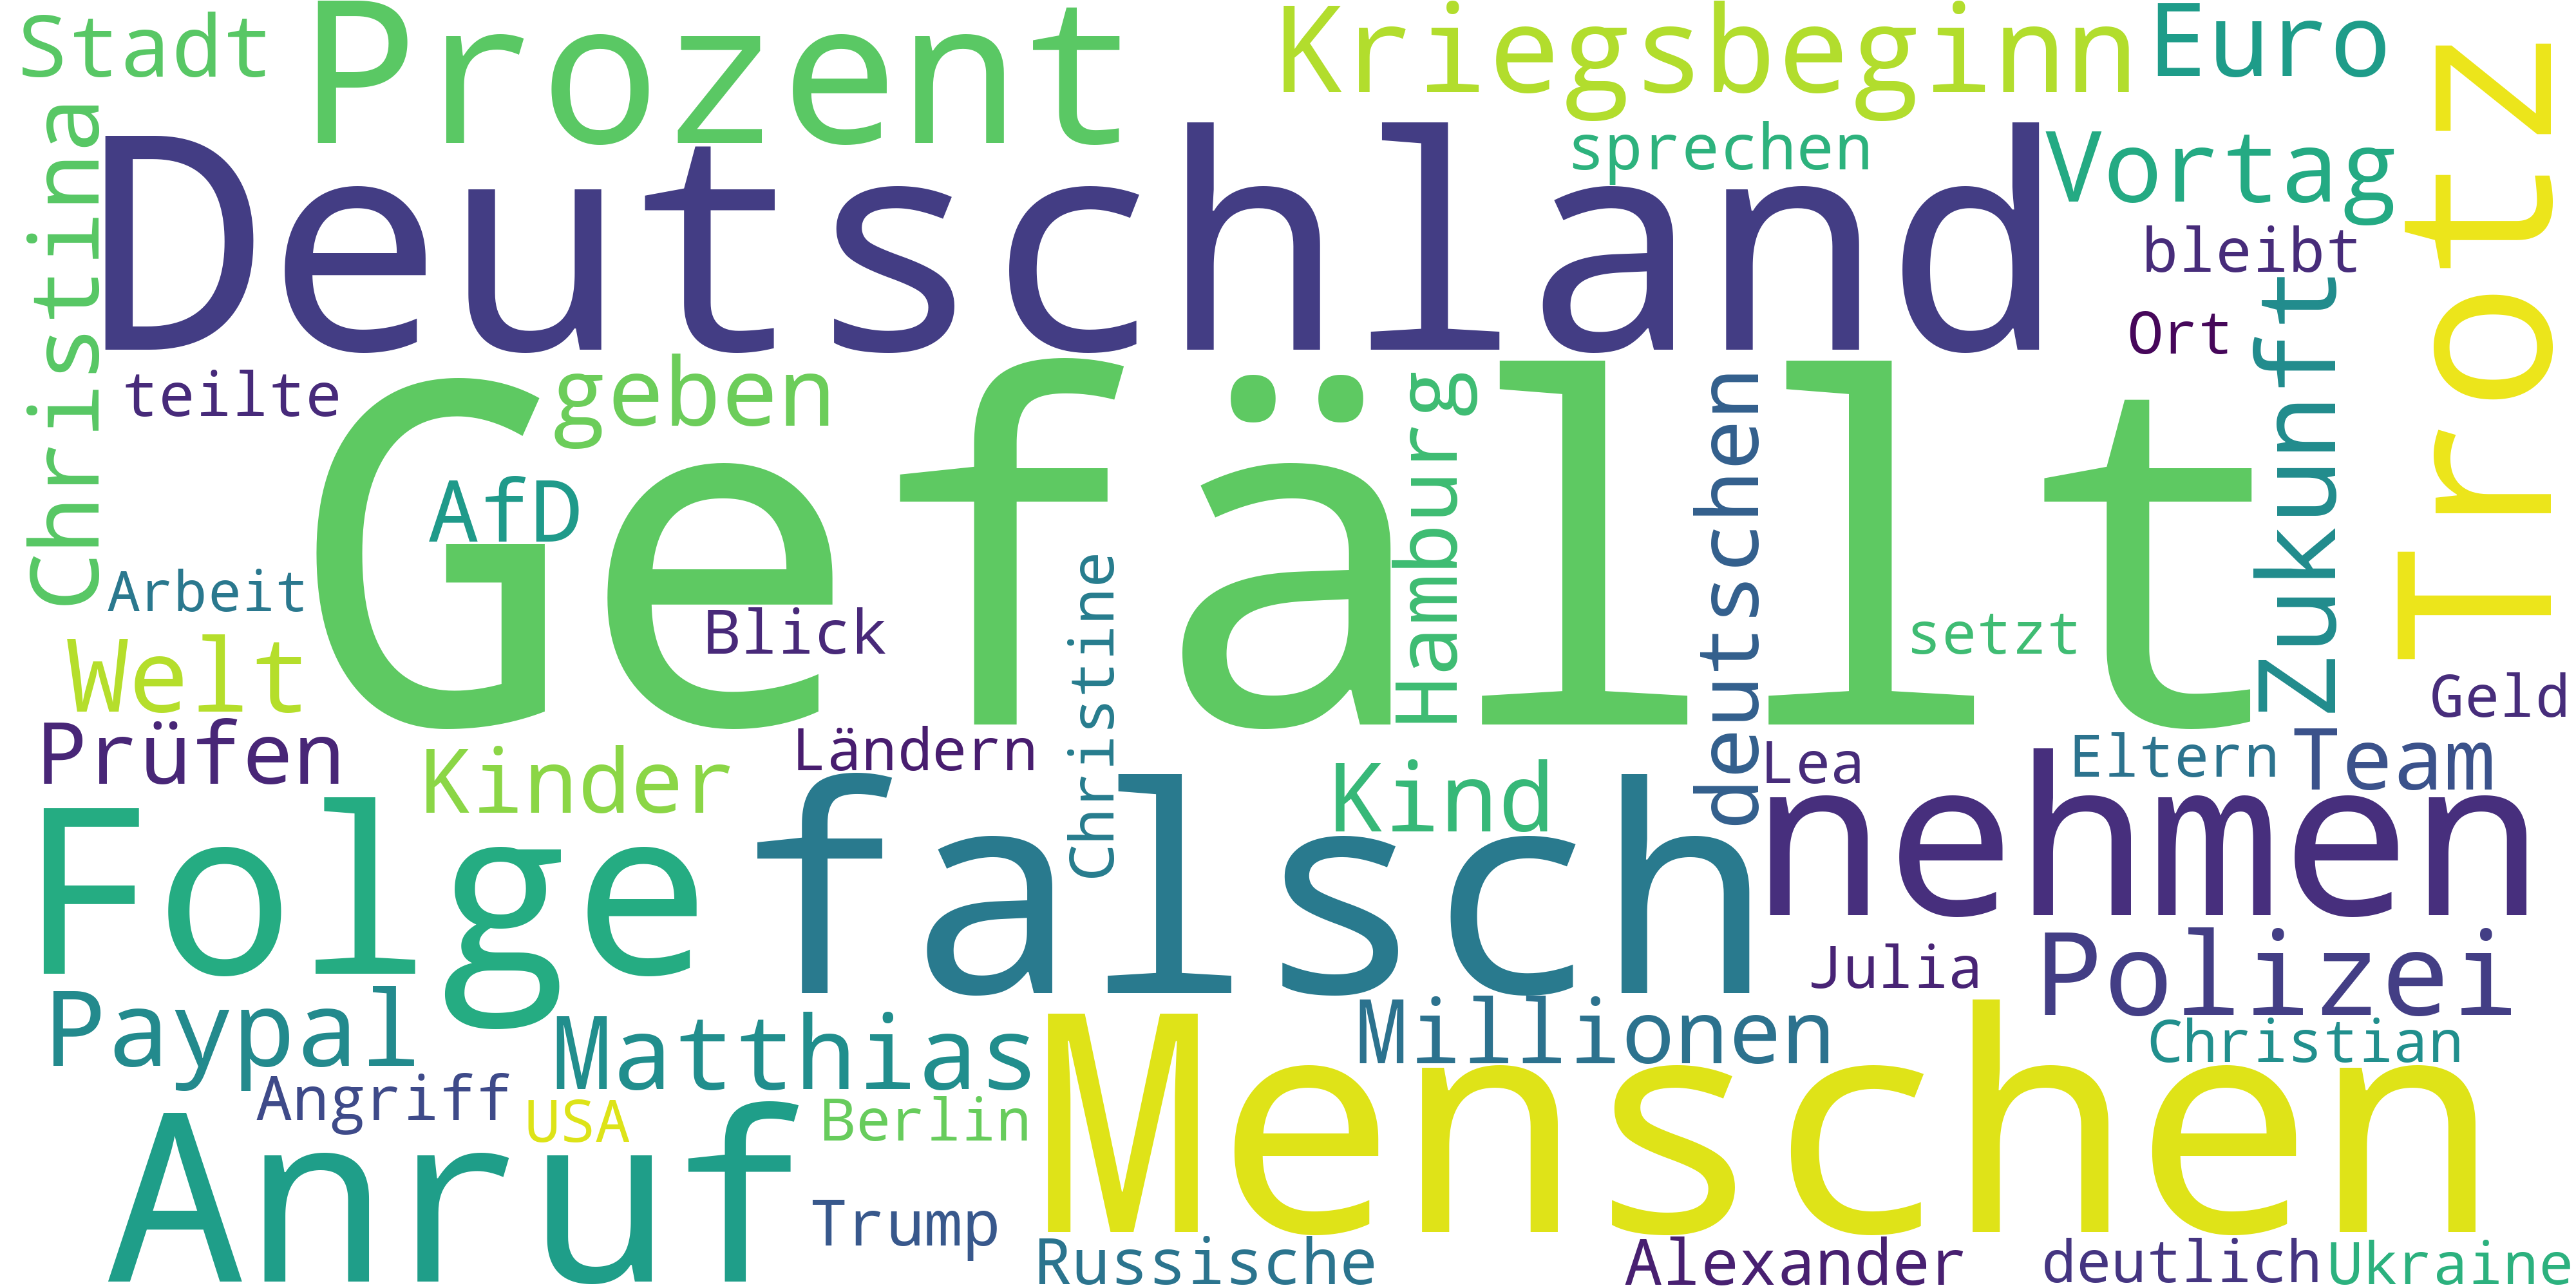 Stadt
Prozent
Kriegsbeginn
Euro
Trotz
Christina
Deutschland
sprechen
Vortag
bleibt
Ort
Zukunft
teilte
geben
Gefällt
Hamburg
deutschen
AfD
Arbeit
Blick
Christine
setzt
Welt
Geld
Prüfen
Kinder
Ländern
Kind
Lea
Eltern
Team
Folge
falsch
nehmen
Julia
Polizei
Paypal
Matthias
Millionen
Christian
Menschen
Angriff
USA
Berlin
Anruf
Trump
Russische
Alexander
deutlich
Ukraine